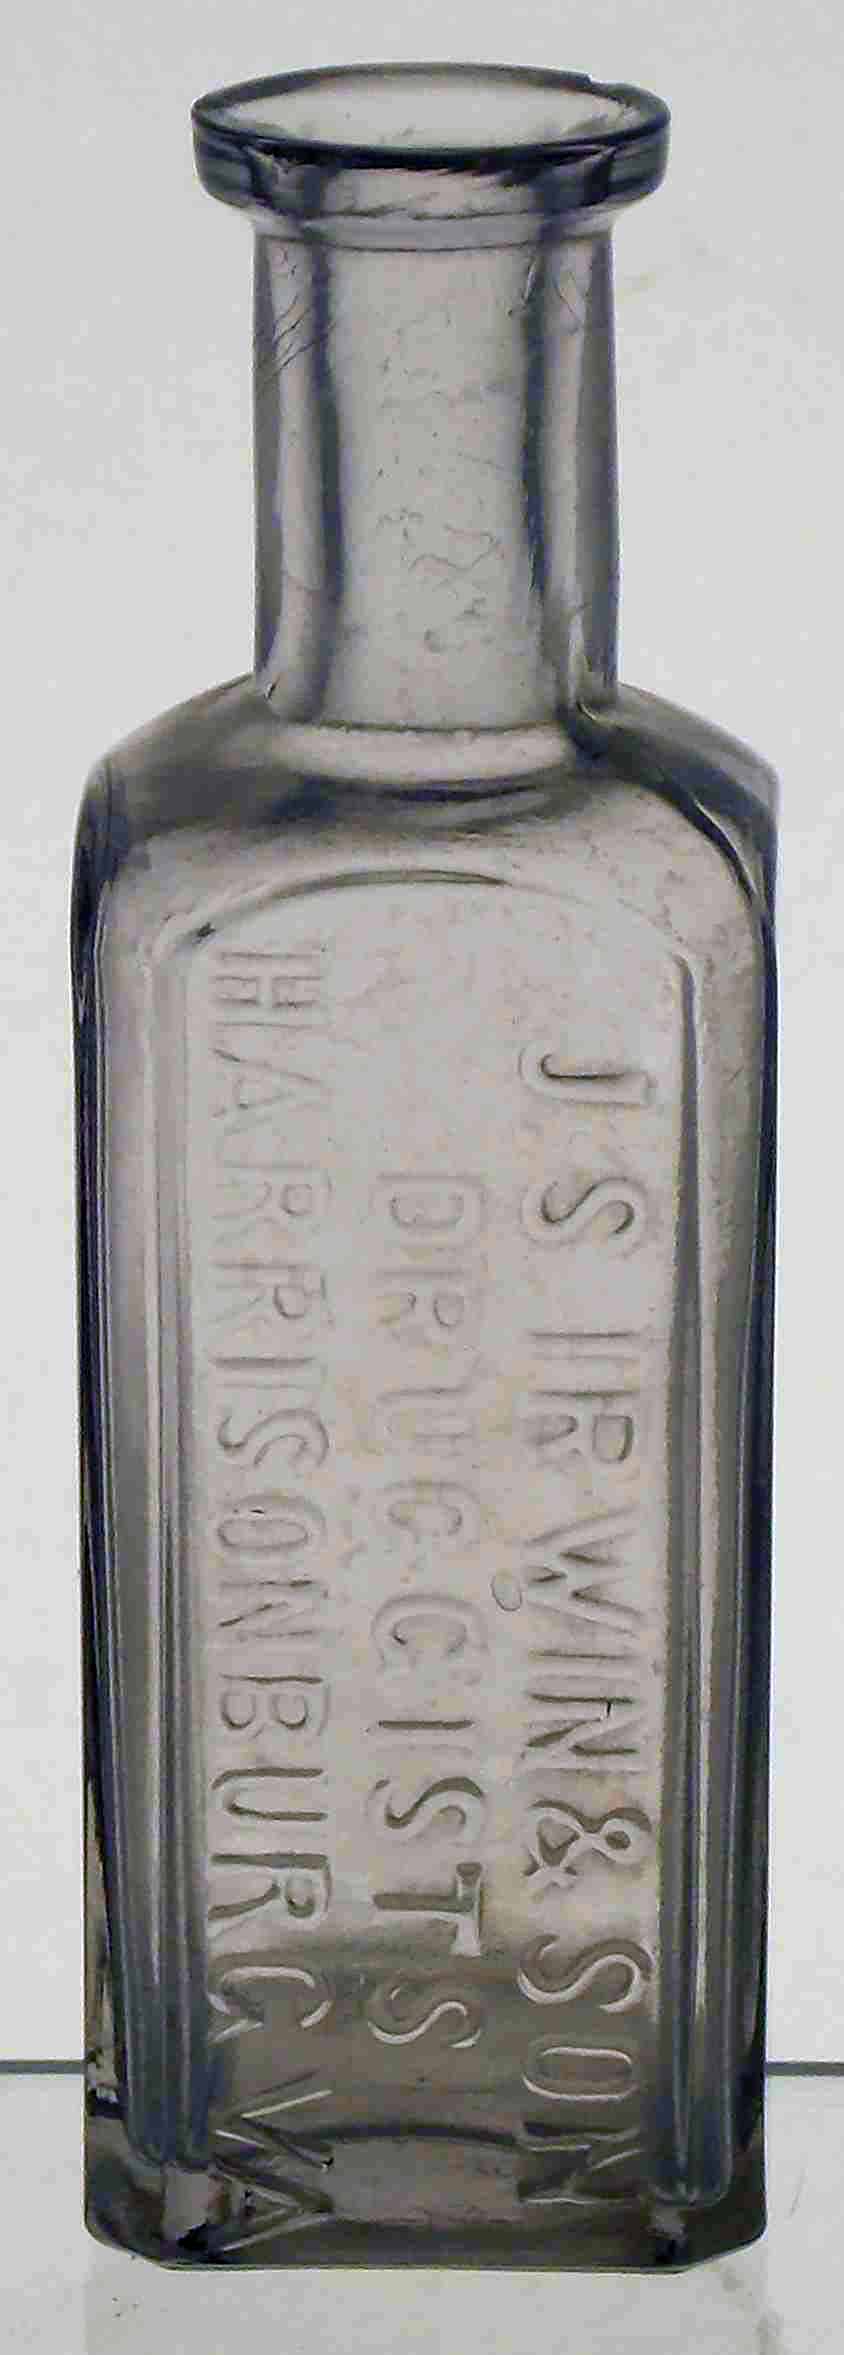 J. S. IRWIN & SON
DRUGGISTS
HARRISONBURG VA